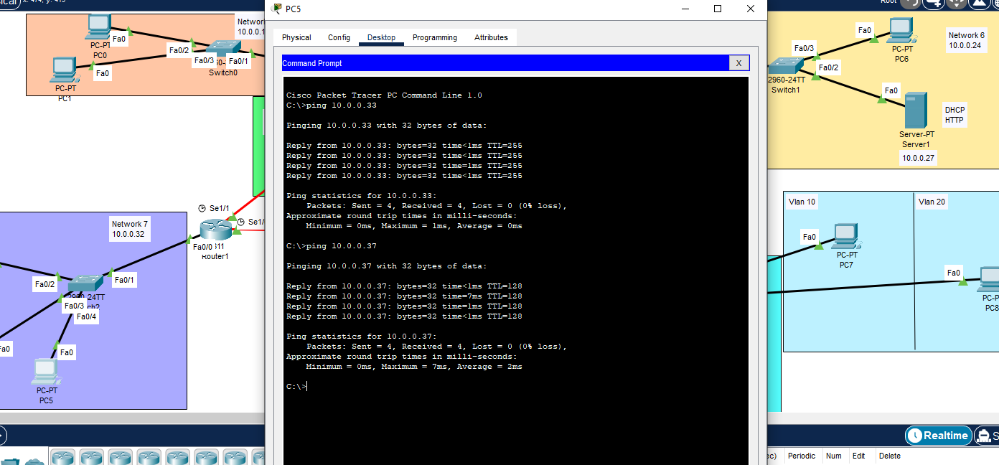 x: 474, y: 415
Root
PC5
Physical
Config
Desktop
Programming
Attributes
Command Prompt
X
Cisco Packet Tracer PC Command Line 1.0
C:\>ping 10.0.0.33
Pinging 10.0.0.33 with 32 bytes of data:
Reply from 10.0.0.33: bytes=32 time<1ms TTL=255
Reply from 10.0.0.33: bytes=32 time<1ms TTL=255
Reply from 10.0.0.33: bytes=32 time=1ms TTL=255
Reply from 10.0.0.33: bytes=32 time<1ms TTL=255
Ping statistics for 10.0.0.33:
Packets: Sent = 4, Received = 4, Lost = 0 (0% loss),
Approximate round trip times in milli-seconds:
Minimum = 0ms, Maximum = 1ms, Average = 0ms
C:\>ping 10.0.0.37
Pinging 10.0.0.37 with 32 bytes of data:
Reply from 10.0.0.37: bytes=32 time<1ms TTL=128
Reply from 10.0.0.37: bytes=32 time=7ms TTL=128
Reply from 10.0.0.37: bytes=32 time=1ms TTL=128
Reply from 10.0.0.37: bytes=32 time<1ms TTL=128
Ping statistics for 10.0.0.37:
Packets: Sent = 4, Received = 4, Lost = 0 (0% loss),
Approximate round trip times in milli-seconds:
Minimum = 0ms, Maximum = 7ms, Average = 2ms
C:\>
Fa0
PC-PT
PC0
Fa0
PC-PT
PC1
Fa0/2
Fa0/3
Fa0/1
Switch0
Network 7
10.0.0.32
Se1/1
Fa0/0
Router1
Fa0/2
Fa0/1
Fa0/3
Fa0/4
Fa0
PC-PT
PC5
Fa0
PC-PT
PC6
Network 6
10.0.0.24
Fa0/3
Fa0/2
2960-24TT
Switch1
Fa0
DHCP
HTTP
Server-PT
Server1
10.0.0.27
Vlan 10
Vlan 20
Fa0
PC-PT
PC7
Fa0
PC8
Realtime
Periodic
Num
Edit
Delete